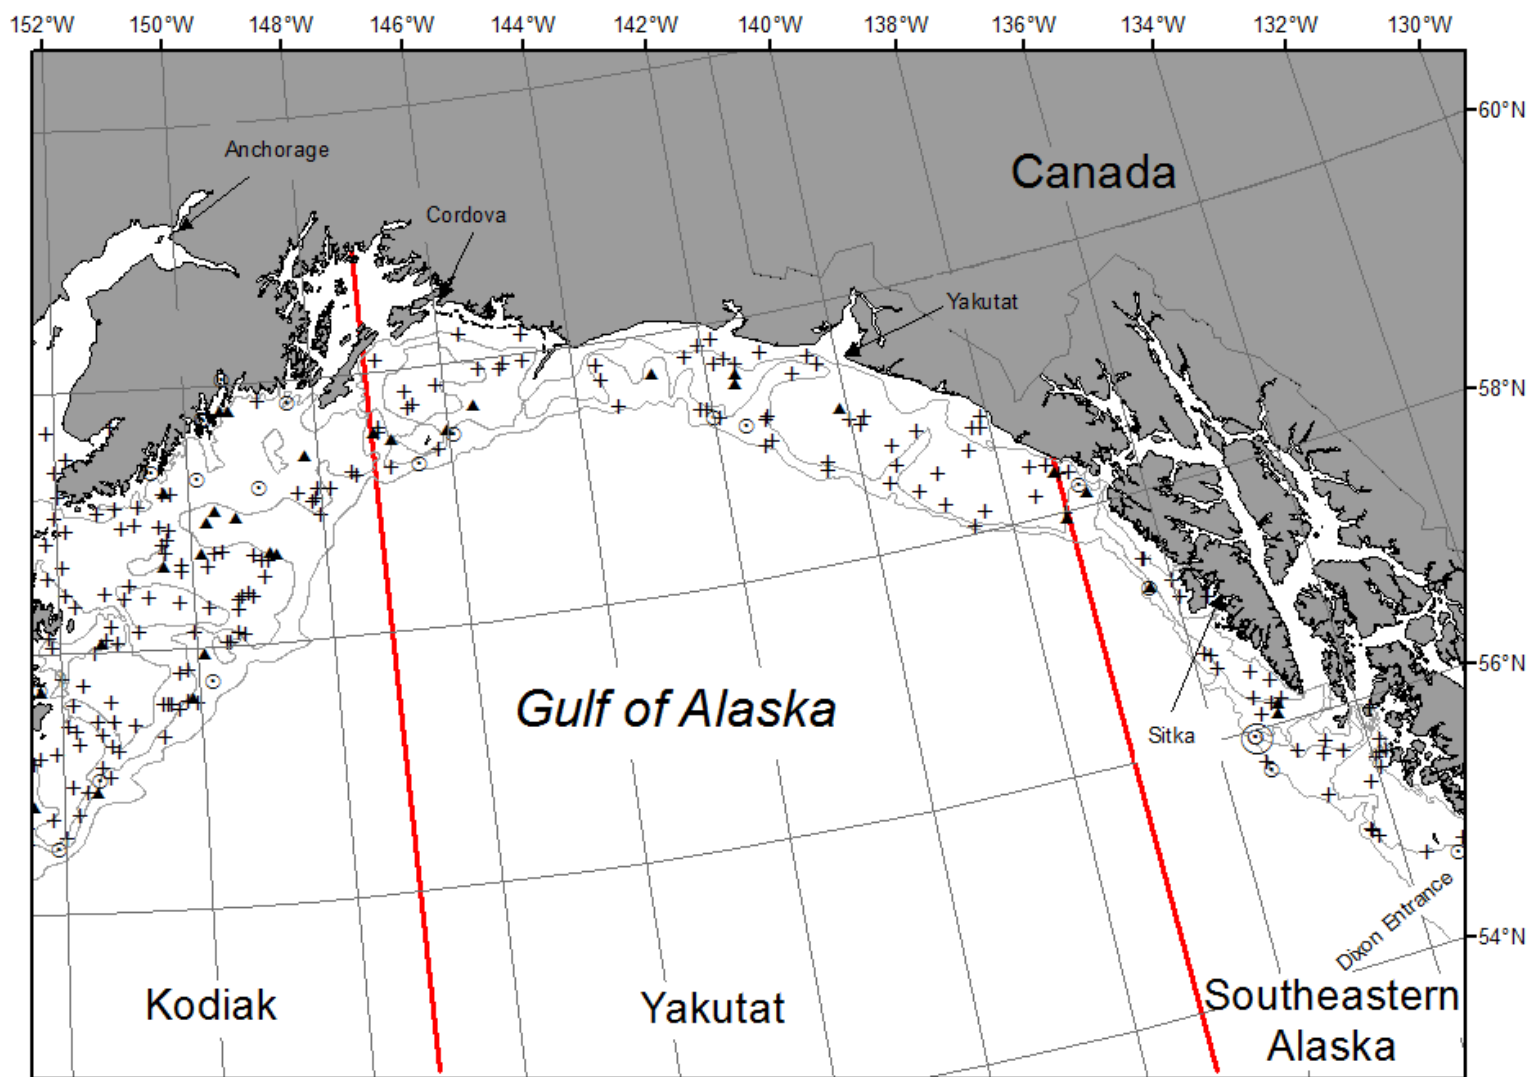 152°W 150°W 148°W 146°W 144°W 142°W 140°W 138°W 136°W 134°W 132°W 130°W
60°N
Anchorage
Canada
Cordova
Yakutat
58°N
56°N
Gulf of Alaska
Sitka
Dixon Entrance
54°N
Kodiak
Yakutat
Southeastern
Alaska